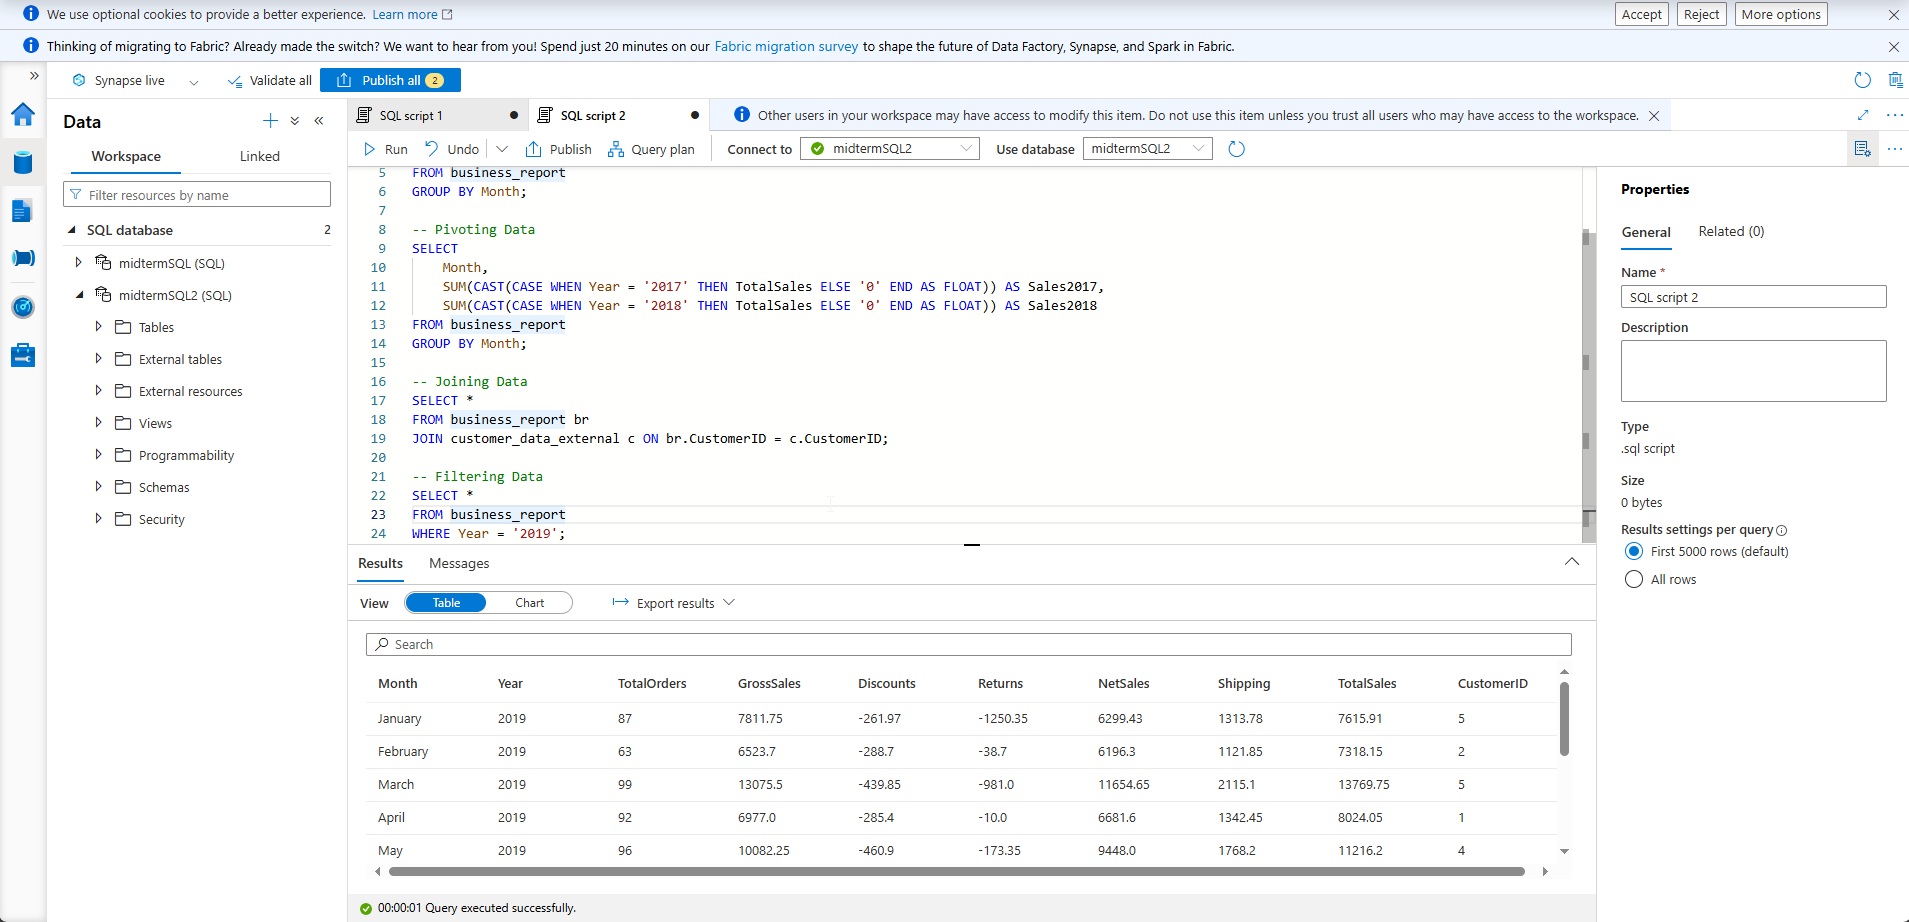 We use optional cookies to provide a better experience. Learn more
Accept
Reject
More options
Thinking of migrating to Fabric? Already made the switch? We want to hear from you! Spend just 20 minutes on our Fabric migration survey to shape the future of Data Factory, Synapse, and Spark in Fabric.
Synapse live
Validate all
Publish all 2
Data
Workspace
Linked
Filter resources by name
SQL database 2
midtermSQL (SQL)
midtermSQL2 (SQL)
Tables
External tables
External resources
Views
Programmability
Schemas
Security
SQL script 1
SQL script 2
Other users in your workspace may have access to modify this item. Do not use this item unless you trust all users who may have access to the workspace.
Run
Undo
Publish
Query plan
Connect to
midtermSQL2
Use database
midtermSQL2
5 FROM business_report
6 GROUP BY Month;
7
8 -- Pivoting Data
9 SELECT
10 Month,
11 SUM(CAST(CASE WHEN Year = '2017' THEN TotalSales ELSE '0' END AS FLOAT)) AS Sales2017,
12 SUM(CAST(CASE WHEN Year = '2018' THEN TotalSales ELSE '0' END AS FLOAT)) AS Sales2018
13 FROM business_report
14 GROUP BY Month;
15
16 -- Joining Data
17 SELECT *
18 FROM business_report br
19 JOIN customer_data_external c ON br.CustomerID = c.CustomerID;
20
21 -- Filtering Data
22 SELECT *
23 FROM business_report
24 WHERE Year = '2019';
Results
Messages
View
Table
Chart
Export results
Search
Month Year TotalOrders GrossSales Discounts Returns NetSales Shipping TotalSales CustomerID
January 2019 87 7811.75 -261.97 -1250.35 6299.43 1313.78 7615.91 5
February 2019 63 6523.7 -288.7 -38.7 6196.3 1121.85 7318.15 2
March 2019 99 13075.5 -439.85 -981.0 11654.65 2115.1 13769.75 5
April 2019 92 6977.0 -285.4 -10.0 6681.6 1342.45 8024.05 1
May 2019 96 10082.25 -460.9 -173.35 9448.0 1768.2 11216.2 4
00:00:01 Query executed successfully.
Properties
General
Related (0)
Name *
SQL script 2
Description
Type
.sql script
Size
0 bytes
Results settings per query
First 5000 rows (default)
All rows